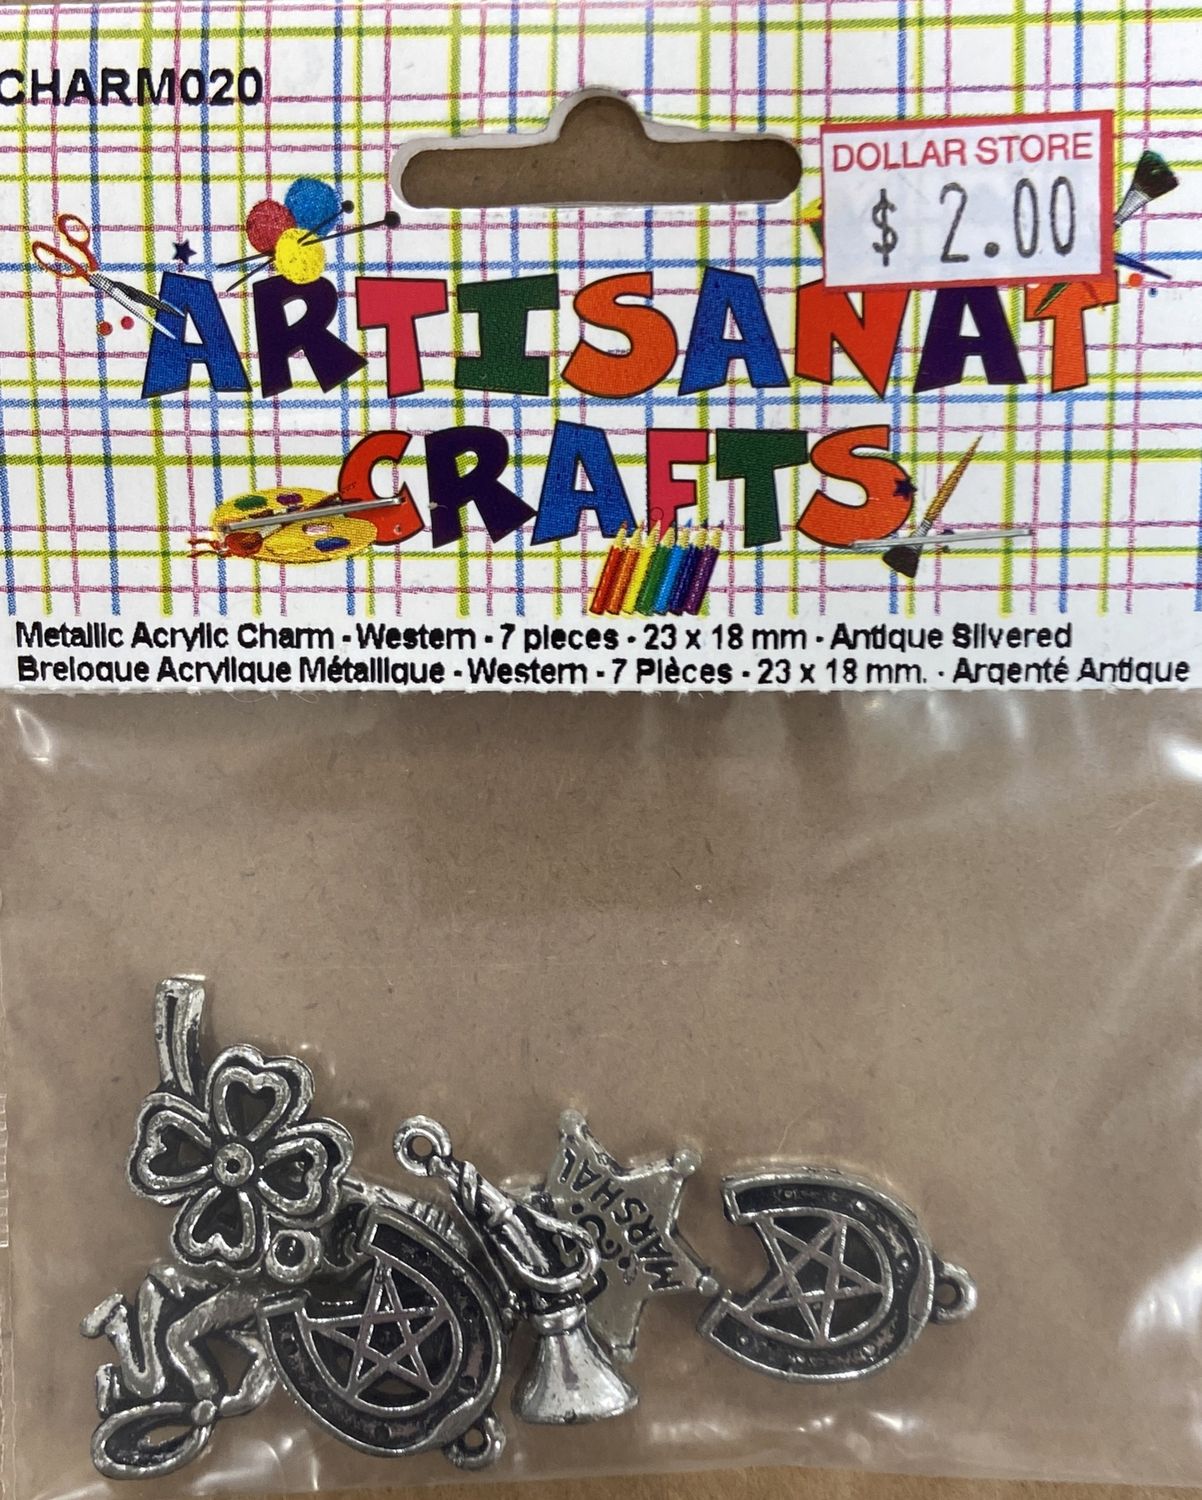 CHARM020
DOLLAR STORE
$ 2.00
ARTISANAT
CRAFTS
Metallic Acrylic Charm - Western - 7 pieces - 23 x 18 mm - Antique Silvered
Breloque Acrylique Métallique - Western - 7 Pièces - 23 x 18 mm. - Argenté Antique
MARSHAL
MARSHAL